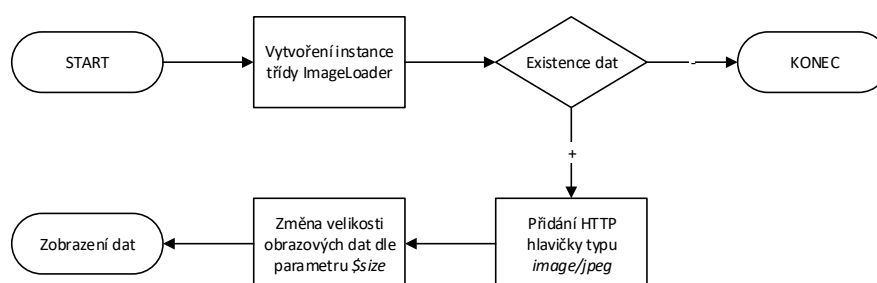 START
Vytvoření instance
třídy ImageLoader
Existence dat
-
KONEC
+
Zobrazení dat
Změna velikosti
obrazových dat dle
parametru $size
Přidání HTTP
hlavičky typu
image/jpeg